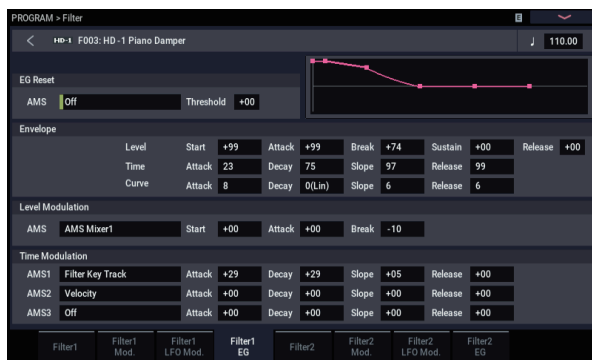 PROGRAM > Filter E
< HD-1 F003: HD -1 Piano Damper ♩ 110.00
EG Reset
AMS Off Threshold +00
Envelope
Level Start +99 Attack +99 Break +74 Sustain +00 Release +00
Time Attack 23 Decay 75 Slope 97 Release 99
Curve Attack 8 Decay 0(Lin) Slope 6 Release 6
Level Modulation
AMS AMS Mixer1 Start +00 Attack +00 Break -10
Time Modulation
AMS1 Filter Key Track Attack +29 Decay +29 Slope +05 Release +00
AMS2 Velocity Attack +00 Decay +00 Slope +00 Release +00
AMS3 Off Attack +00 Decay +00 Slope +00 Release +00
Filter1 Filter1 Mod. Filter1 LFO Mod. Filter1 EG Filter2 Filter2 Mod. Filter2 LFO Mod. Filter2 EG